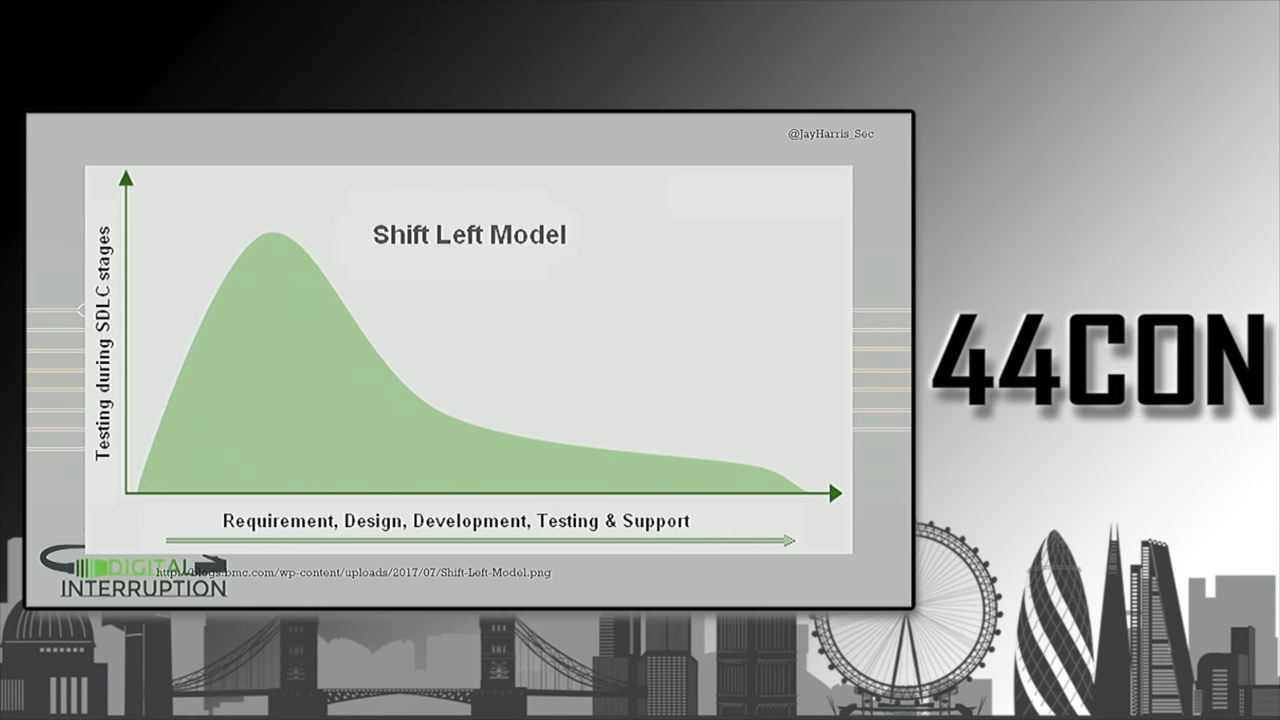 @JayHarris_Sec
Shift Left Model
Testing during SDLC stages
Requirement, Design, Development, Testing & Support
DIGITAL
INTERRUPTION
http://blogs.bmc.com/wp-content/uploads/2017/07/Shift-Left-Model.png
44CON